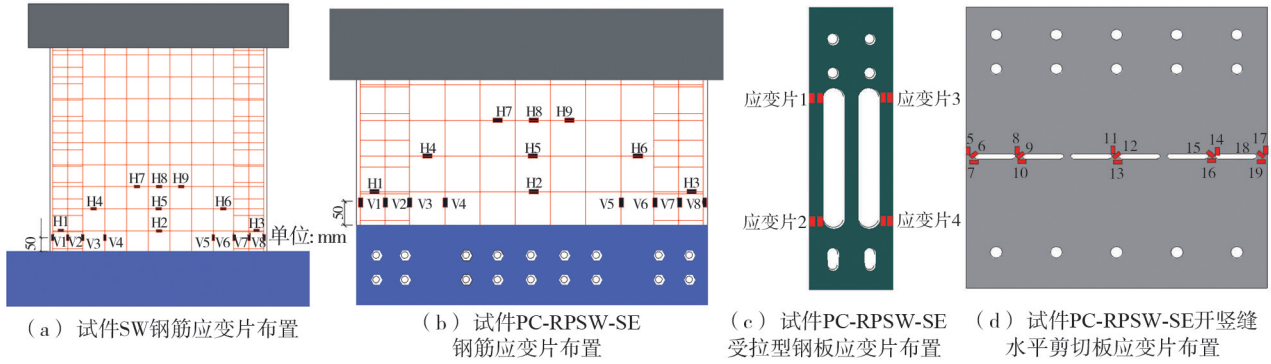 H7 H8 H9
H4 H5 H6
H1 H2 H3
V1 V2 V3 V4 V5 V6 V7 V8
50
单位: mm
(a) 试件SW钢筋应变片布置
H7 H8 H9
H4 H5 H6
H1 H2 H3
V1 V2 V3 V4 V5 V6 V7 V8
50
(b) 试件PC-RPSW-SE
钢筋应变片布置
应变片1 应变片3
应变片2 应变片4
(c) 试件PC-RPSW-SE
受拉型钢板应变片布置
5 8 11 14 17
6 9 12 15 18
7 10 13 16 19
(d) 试件PC-RPSW-SE开竖缝
水平剪切板应变片布置